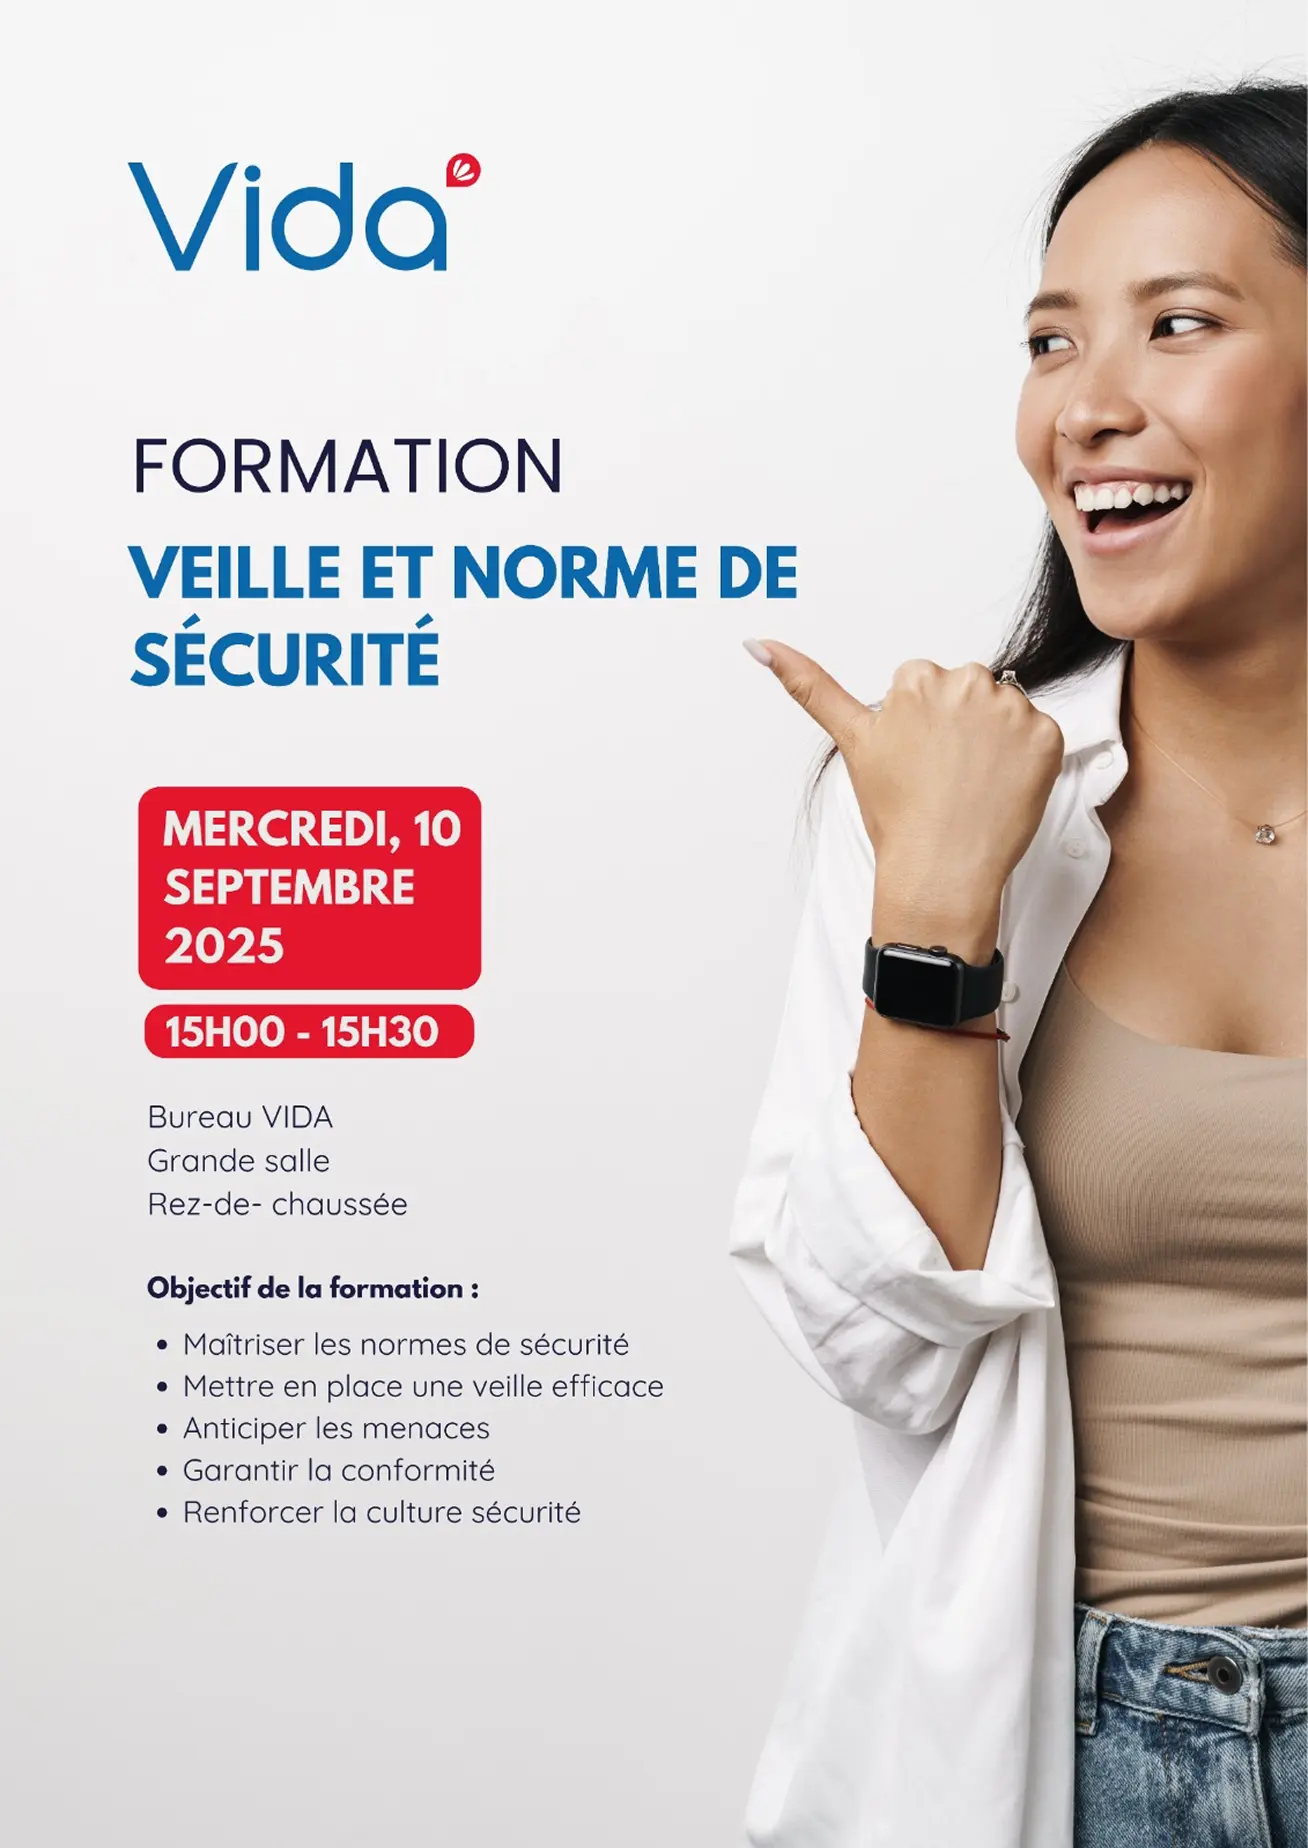 Vida
FORMATION
VEILLE ET NORME DE
SÉCURITÉ
MERCREDI, 10
SEPTEMBRE
2025
15H00 - 15H30
Bureau VIDA
Grande salle
Rez-de- chaussée
Objectif de la formation :
• Maîtriser les normes de sécurité
• Mettre en place une veille efficace
• Anticiper les menaces
• Garantir la conformité
• Renforcer la culture sécurité